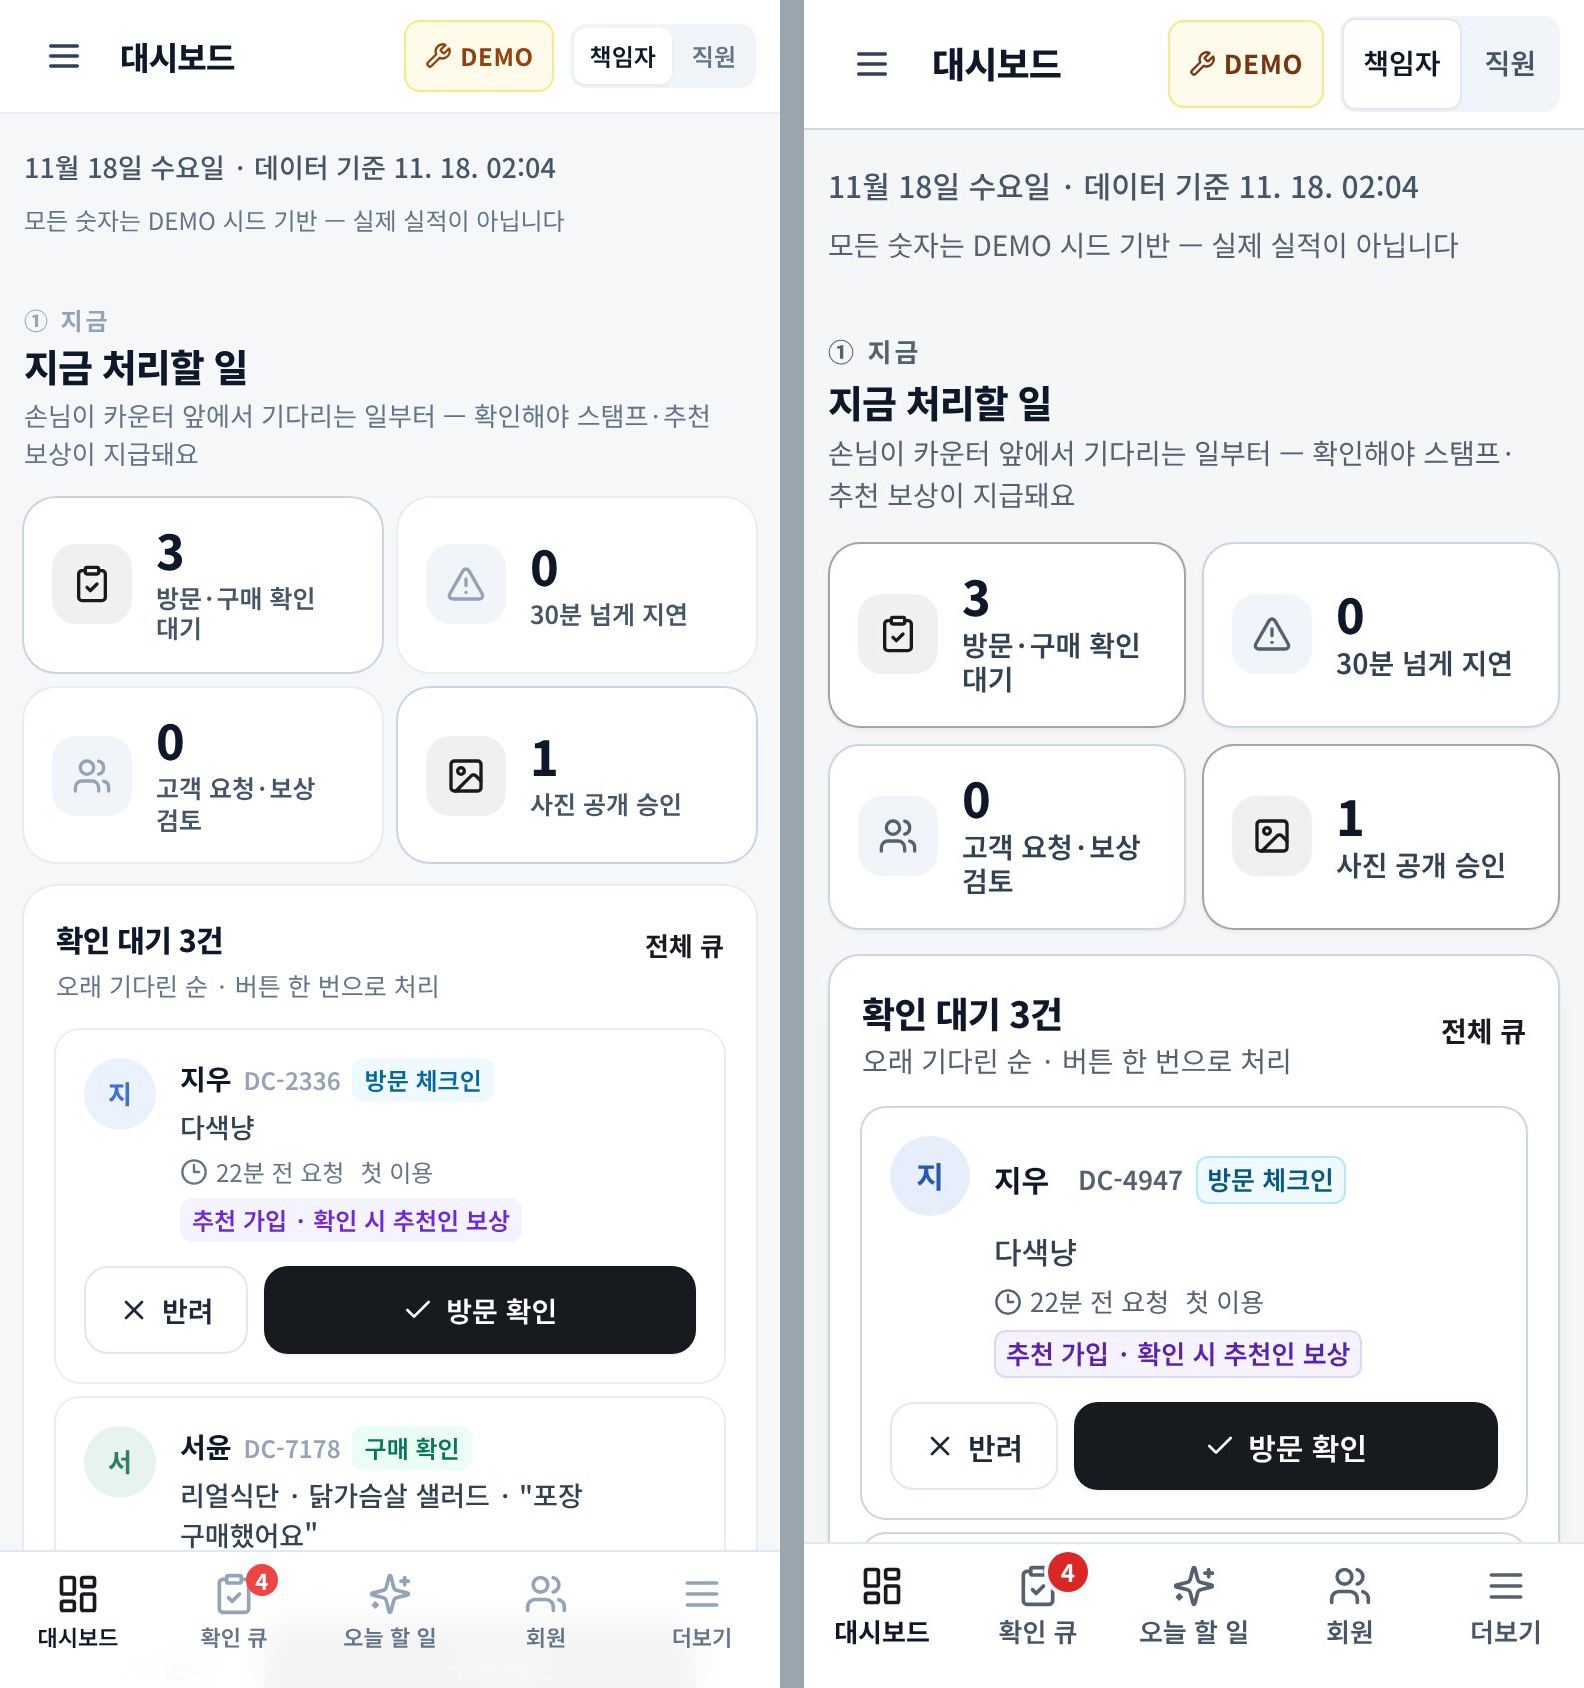 대시보드
DEMO
책임자
직원
11월 18일 수요일 · 데이터 기준 11. 18. 02:04
모든 숫자는 DEMO 시드 기반 — 실제 실적이 아닙니다
① 지금
지금 처리할 일
손님이 카운터 앞에서 기다리는 일부터 — 확인해야 스탬프·추천
보상이 지급돼요
3
방문·구매 확인
대기
0
30분 넘게 지연
0
고객 요청·보상
검토
1
사진 공개 승인
확인 대기 3건
전체 큐
오래 기다린 순 · 버튼 한 번으로 처리
지
지우 DC-2336 방문 체크인
다색냥
22분 전 요청 첫 이용
추천 가입 · 확인 시 추천인 보상
반려
방문 확인
서
서윤 DC-7178 구매 확인
리얼식단 · 닭가슴살 샐러드 · "포장
구매했어요"
대시보드
4
확인 큐
오늘 할 일
회원
더보기
대시보드
DEMO
책임자
직원
11월 18일 수요일 · 데이터 기준 11. 18. 02:04
모든 숫자는 DEMO 시드 기반 — 실제 실적이 아닙니다
① 지금
지금 처리할 일
손님이 카운터 앞에서 기다리는 일부터 — 확인해야 스탬프·
추천 보상이 지급돼요
3
방문·구매 확인
대기
0
30분 넘게 지연
0
고객 요청·보상
검토
1
사진 공개 승인
확인 대기 3건
전체 큐
오래 기다린 순 · 버튼 한 번으로 처리
지
지우 DC-4947 방문 체크인
다색냥
22분 전 요청 첫 이용
추천 가입 · 확인 시 추천인 보상
반려
방문 확인
대시보드
4
확인 큐
오늘 할 일
회원
더보기